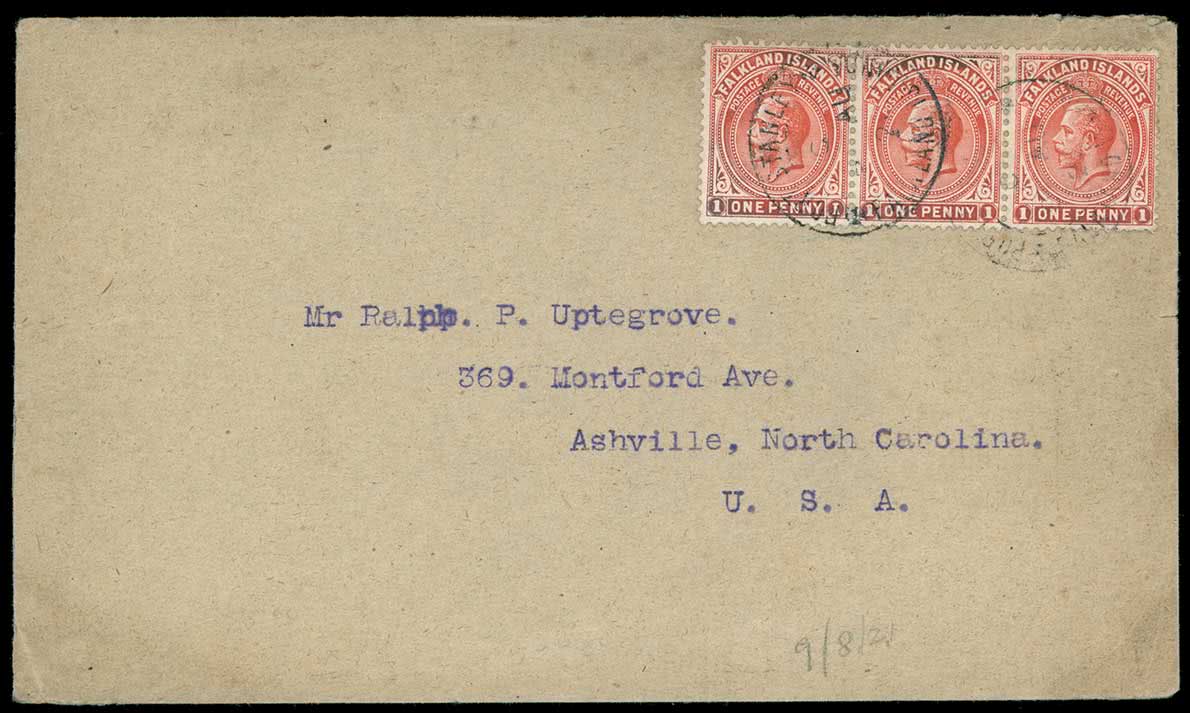 FALKLAND ISLANDS FALKLAND ISLANDS FALKLAND ISLANDS
POSTAGE REVENUE POSTAGE REVENUE POSTAGE REVENUE
1 ONE PENNY 1 1 ONE PENNY 1 1 ONE PENNY 1
Mr Ralph. P. Uptegrove.
369. Montford Ave.
Ashville, North Carolina.
U. S. A.
9/8/21